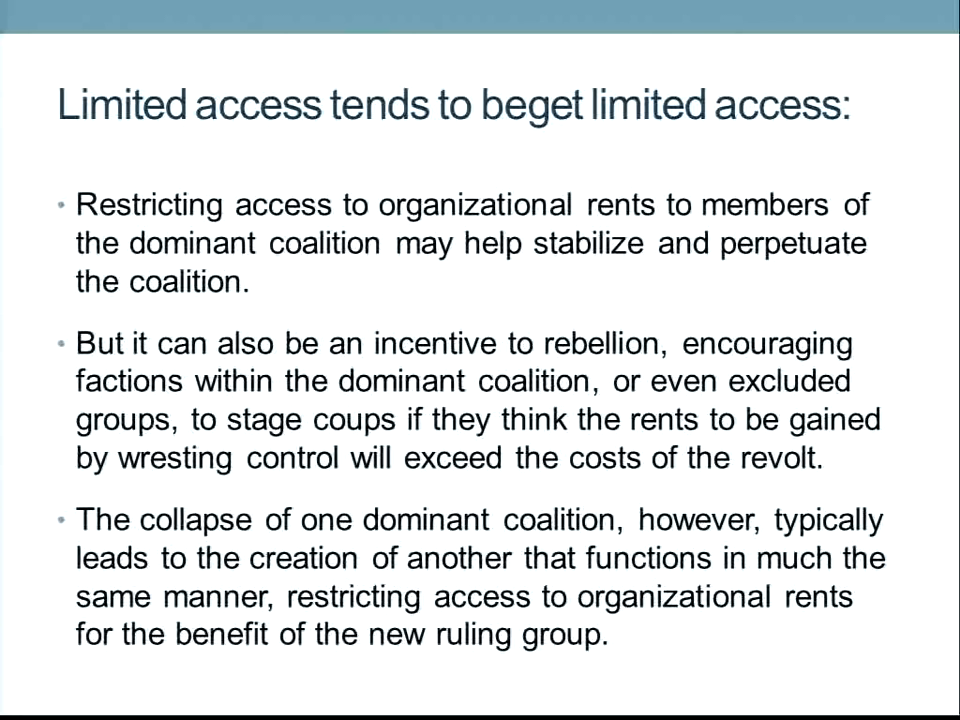 Limited access tends to beget limited access:
• Restricting access to organizational rents to members of
the dominant coalition may help stabilize and perpetuate
the coalition.
• But it can also be an incentive to rebellion, encouraging
factions within the dominant coalition, or even excluded
groups, to stage coups if they think the rents to be gained
by wresting control will exceed the costs of the revolt.
• The collapse of one dominant coalition, however, typically
leads to the creation of another that functions in much the
same manner, restricting access to organizational rents
for the benefit of the new ruling group.